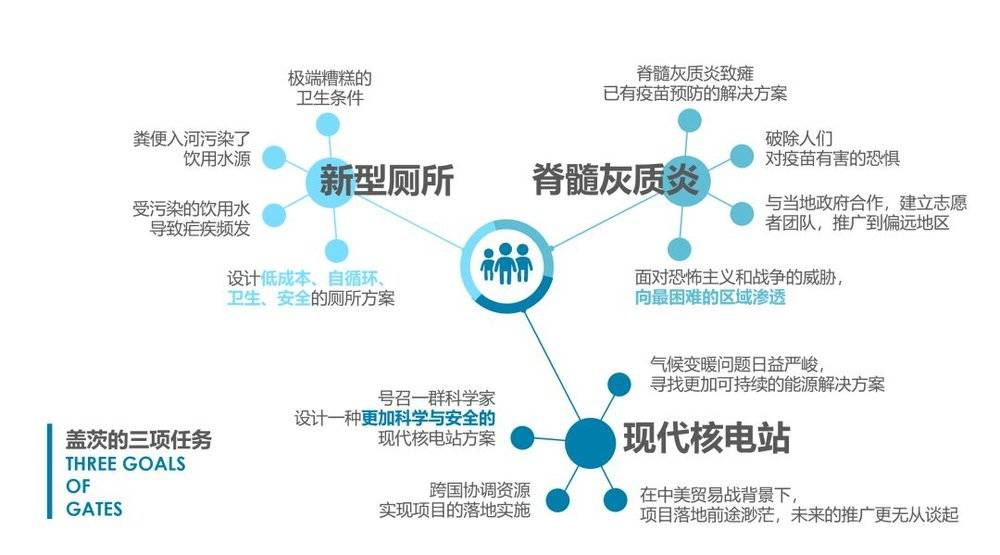 极端糟糕的
卫生条件
粪便入河污染了
饮用水源
新型厕所
受污染的饮用水
导致疟疾频发
设计低成本、自循环、
卫生、安全的厕所方案
脊髓灰质炎致瘫
已有疫苗预防的解决方案
破除人们
对疫苗有害的恐惧
脊髓灰质炎
与当地政府合作，建立志愿
者团队，推广到偏远地区
面对恐怖主义和战争的威胁，
向最困难的区域渗透
气候变暖问题日益严峻，
寻找更加可持续的能源解决方案
号召一群科学家
设计一种更加科学与安全的
现代核电站方案
现代核电站
跨国协调资源
实现项目的落地实施
在中美贸易战背景下，
项目落地前途渺茫，未来的推广更无从谈起
盖茨的三项任务
THREE GOALS
OF
GATES